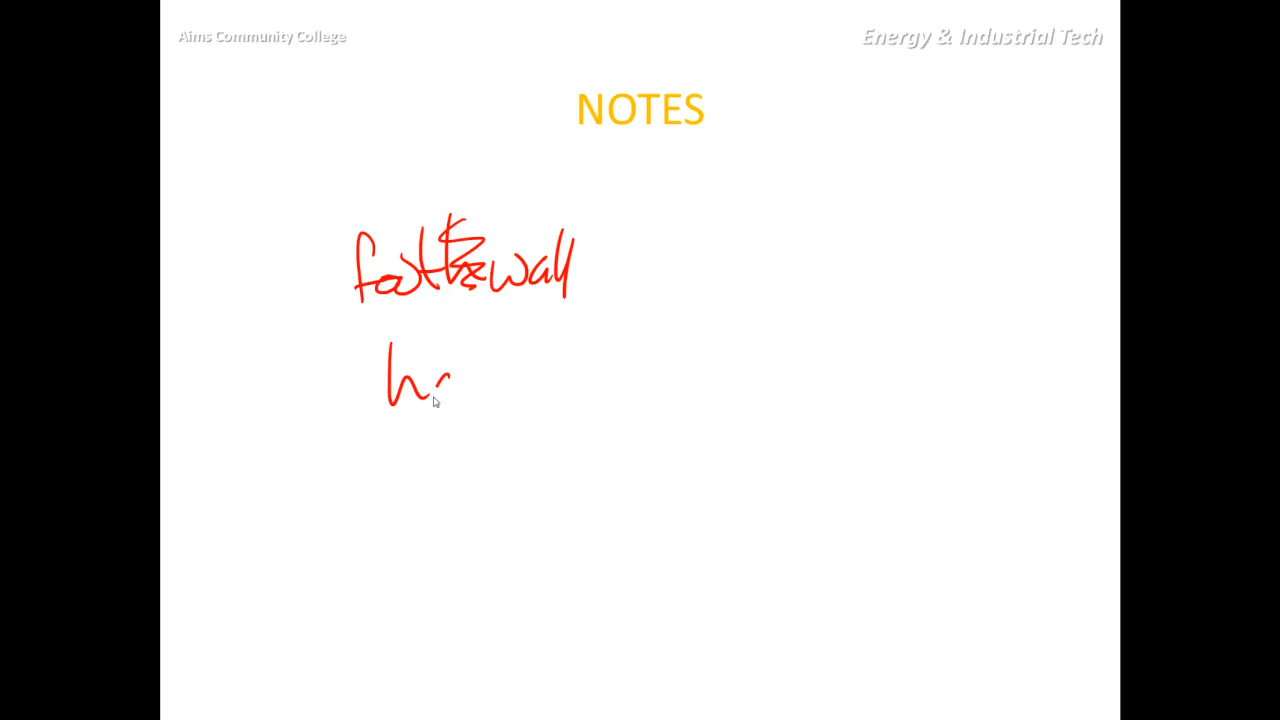 Aims Community College
Energy & Industrial Tech
NOTES
footwall
h